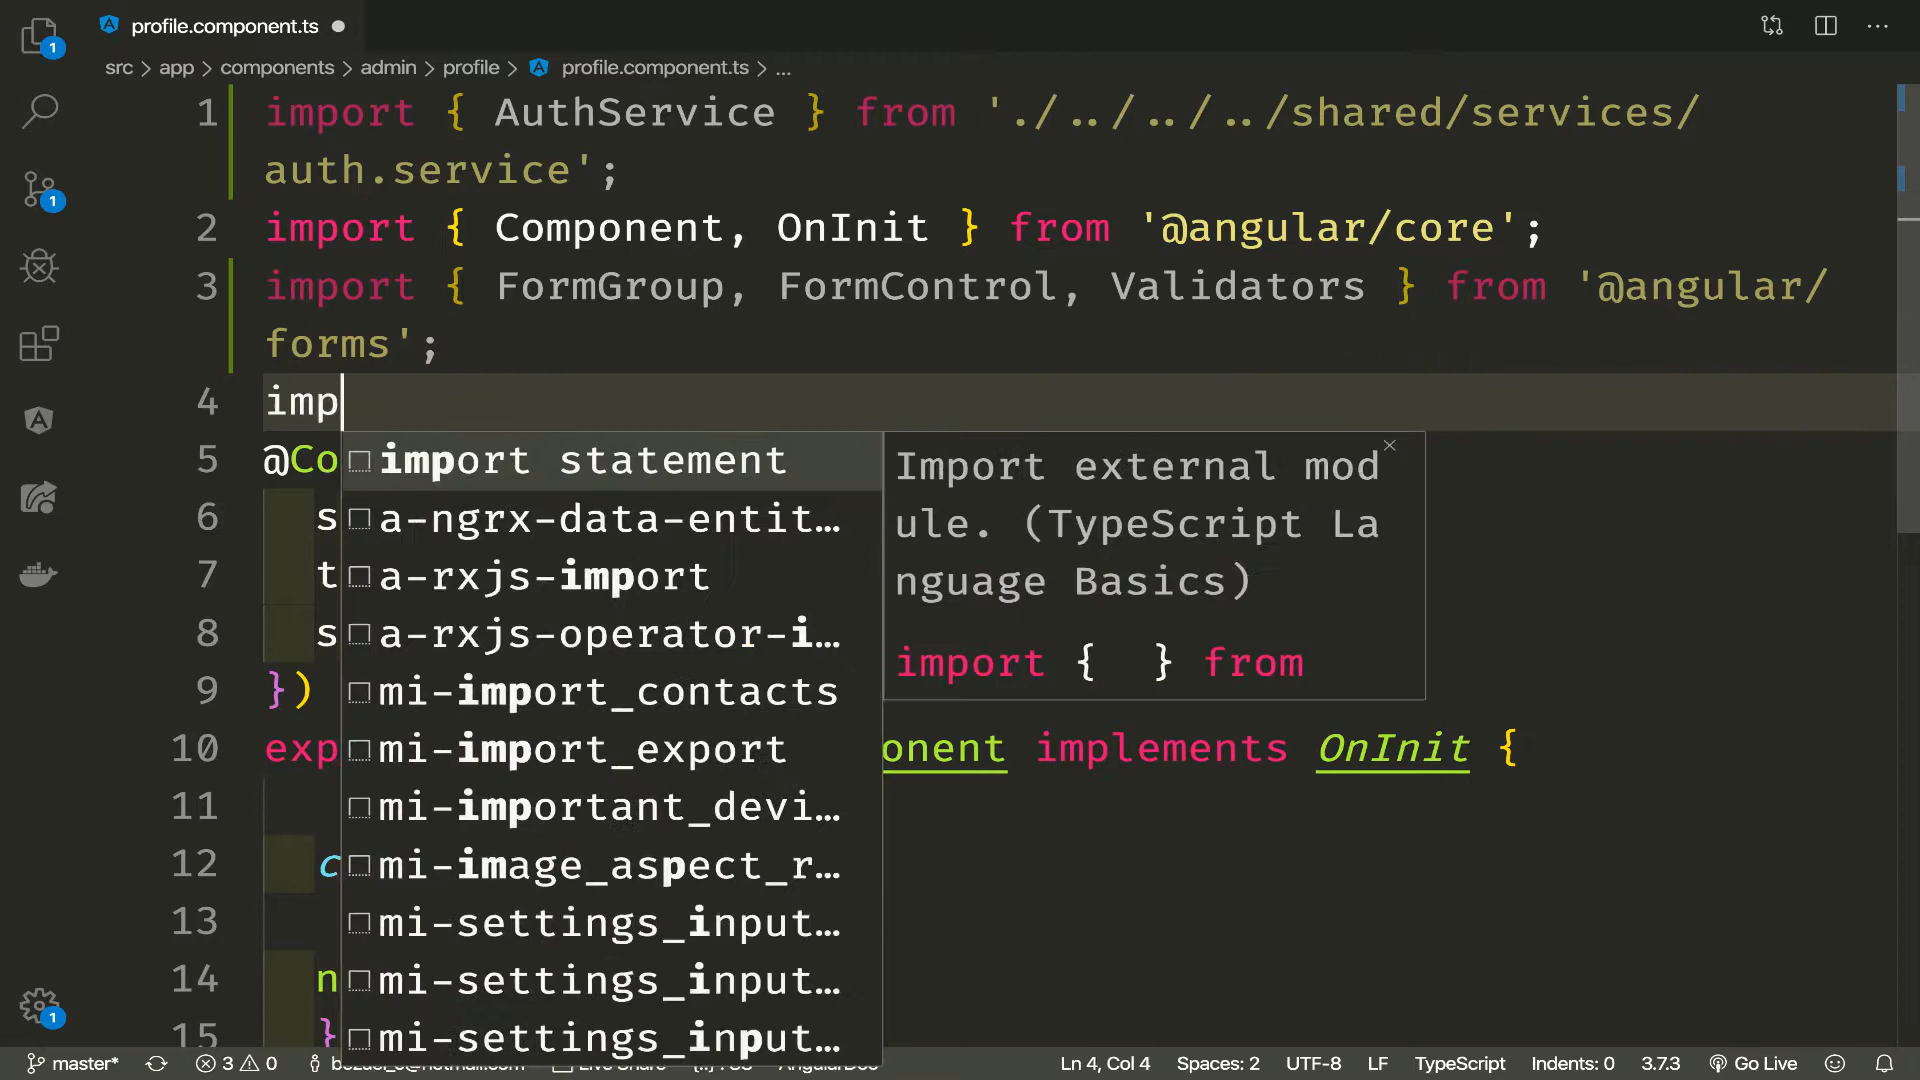 profile.component.ts
src > app > components > admin > profile > profile.component.ts > ...
1 import { AuthService } from './../../../shared/services/
auth.service';
2 import { Component, OnInit } from '@angular/core';
3 import { FormGroup, FormControl, Validators } from '@angular/
forms';
4 imp
5 @Co
6 s
7 t
8 s
9 })
10 exp onent implements OnInit {
11
12 c
13
14 n
15 }
import statement
a-ngrx-data-entit...
a-rxjs-import
a-rxjs-operator-i...
mi-import_contacts
mi-import_export
mi-important_devi...
mi-image_aspect_r...
mi-settings_input...
mi-settings_input...
mi-settings_input...
Import external mod
ule. (TypeScript La
nguage Basics)
import { } from
1
1
1
master* 3 0 Ln 4, Col 4 Spaces: 2 UTF-8 LF TypeScript Indents: 0 3.7.3 Go Live